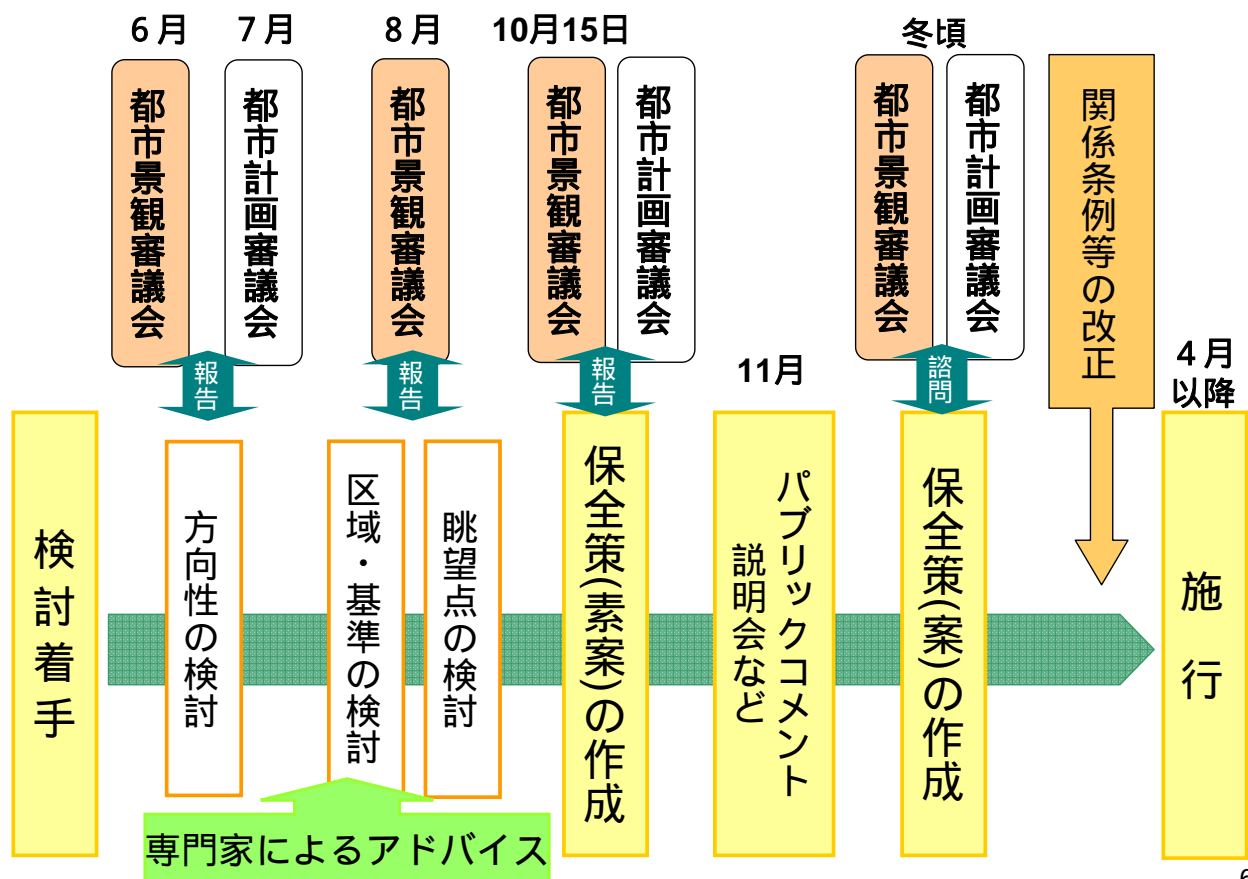 6月
7月
8月
10月15日
冬頃
都市景観審議会
都市計画審議会
都市景観審議会
都市景観審議会
都市計画審議会
都市景観審議会
都市計画審議会
関係条例等の改正
報告
報告
報告
諮問
11月
4月
以降
検討着手
方向性の検討
区域・基準の検討
眺望点の検討
保全策(素案)の作成
パブリックコメント
説明会など
保全策(案)の作成
施行
専門家によるアドバイス
6